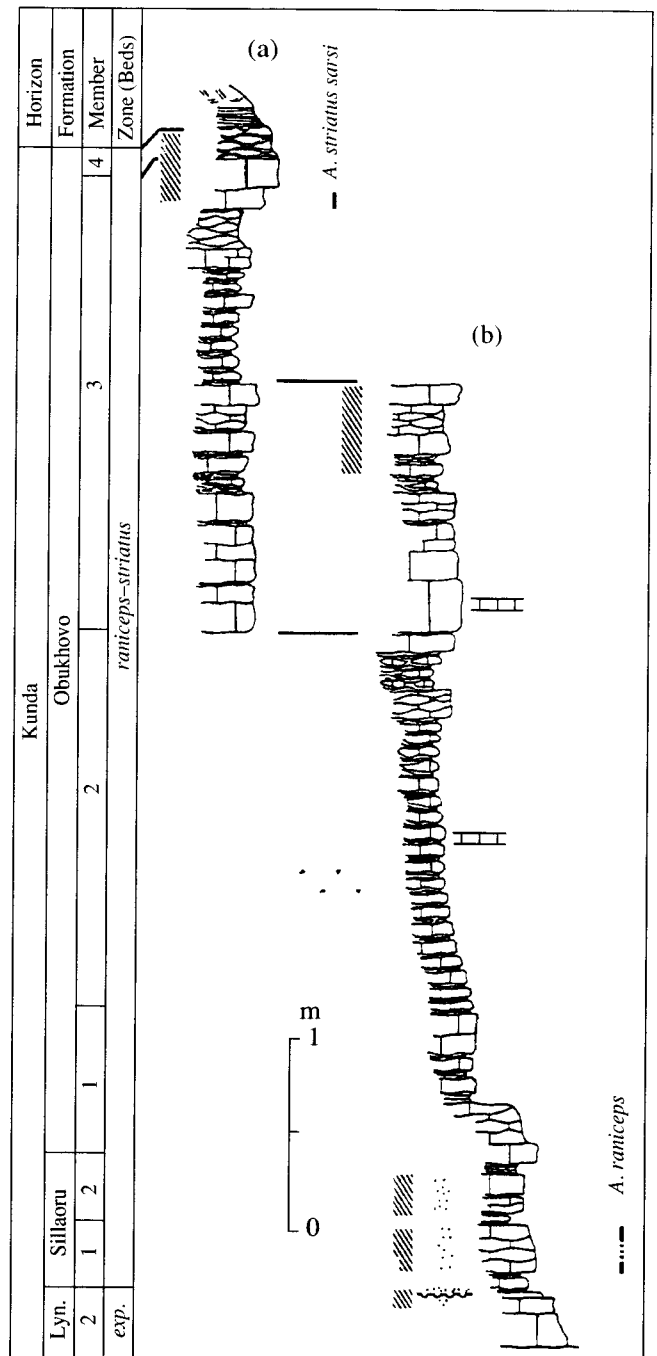 Horizon
Formation
Member
Zone (Beds)
Kunda
Lyn.
Sillaoru
Obukhovo
2
1
2
1
2
3
4
exp.
raniceps–striatus
(a)
A. striatus sarsi
(b)
m
1
0
A. raniceps